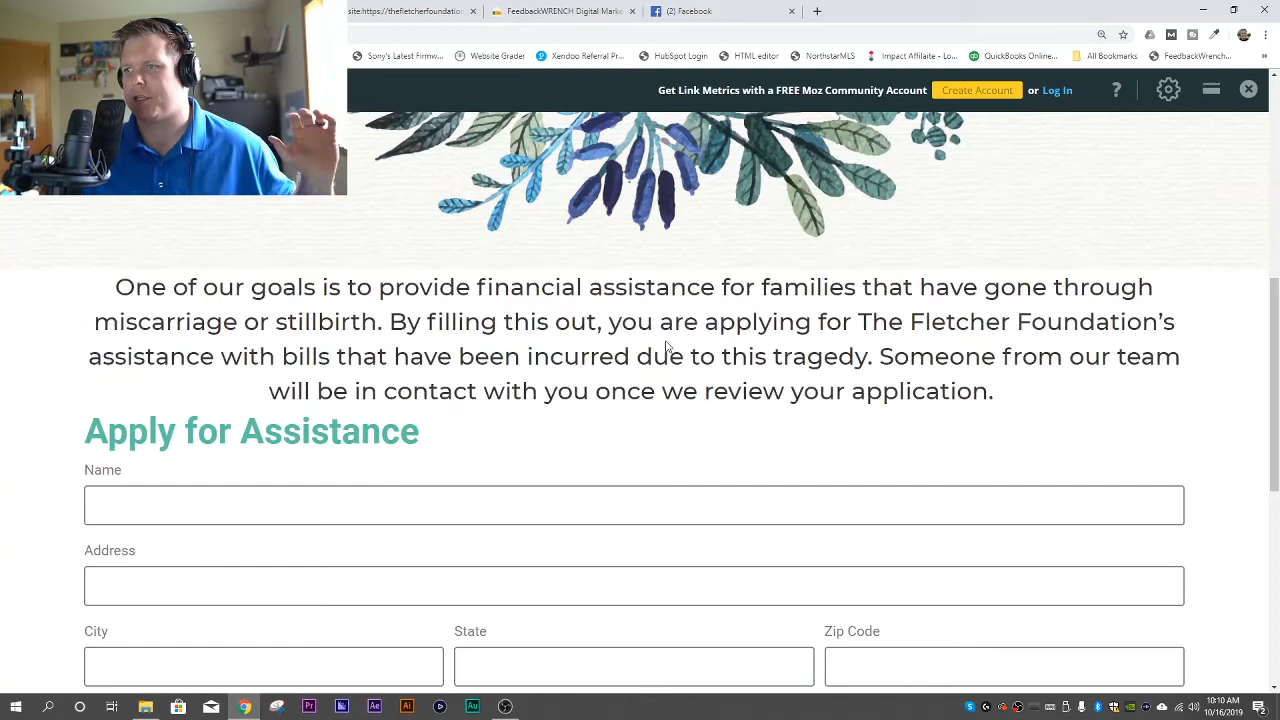 site:https://thefletcherfoundation
FeedbackWRENCH Digital Marke
(2) Facebook
Sony's Latest Firmw...
Website Grader
Xendoo Referral Pr...
HubSpot Login
HTML editor
NorthstarMLS
Impact Affilaite - Lo...
QuickBooks Online...
All Bookmarks
FeedbackWrench...
Get Link Metrics with a FREE Moz Community Account Create Account or Log In
One of our goals is to provide financial assistance for families that have gone through
miscarriage or stillbirth. By filling this out, you are applying for The Fletcher Foundation's
assistance with bills that have been incurred due to this tragedy. Someone from our team
will be in contact with you once we review your application.
Apply for Assistance
Name
Address
City State Zip Code
10:10 AM
10/16/2019